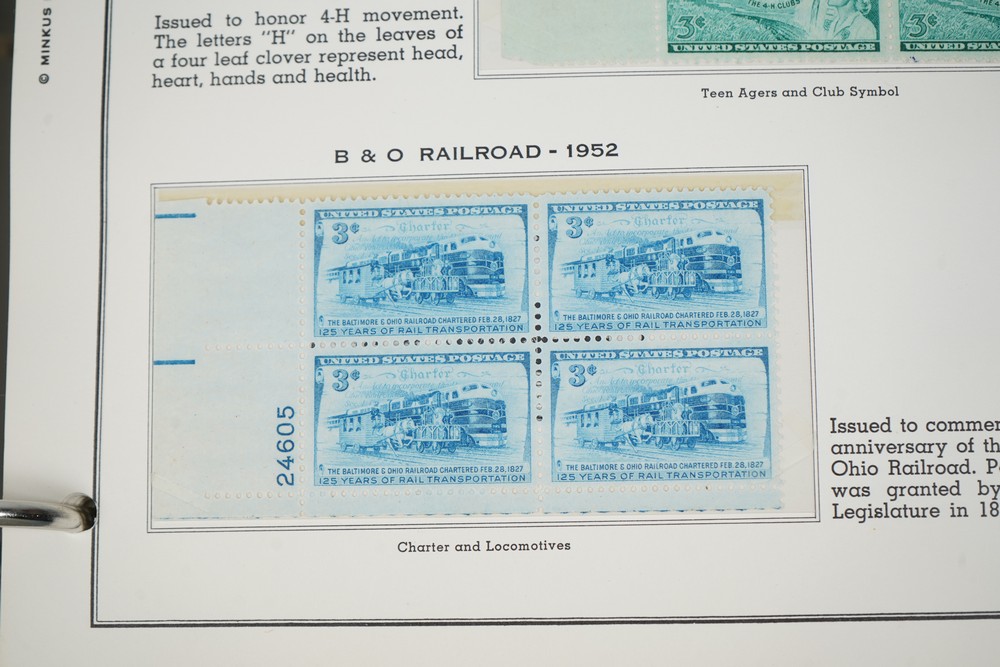 © MINKUS
Issued to honor 4-H movement.
The letters "H" on the leaves of
a four leaf clover represent head,
heart, hands and health.
THE 4-H CLUBS
3¢
UNITED STATES POSTAGE
THE 4-H
3¢
UNITED STATES POSTAGE
Teen Agers and Club Symbol
B & O RAILROAD - 1952
UNITED STATES POSTAGE
3¢
Charter
THE BALTIMORE & OHIO RAILROAD CHARTERED FEB. 28, 1827
125 YEARS OF RAIL TRANSPORTATION
UNITED STATES POSTAGE
3¢
Charter
THE BALTIMORE & OHIO RAILROAD CHARTERED FEB. 28, 1827
125 YEARS OF RAIL TRANSPORTATION
UNITED STATES POSTAGE
3¢
Charter
THE BALTIMORE & OHIO RAILROAD CHARTERED FEB. 28, 1827
125 YEARS OF RAIL TRANSPORTATION
UNITED STATES POSTAGE
3¢
Charter
THE BALTIMORE & OHIO RAILROAD CHARTERED FEB. 28, 1827
125 YEARS OF RAIL TRANSPORTATION
24605
Charter and Locomotives
Issued to commer
anniversary of th
Ohio Railroad. P
was granted by
Legislature in 18